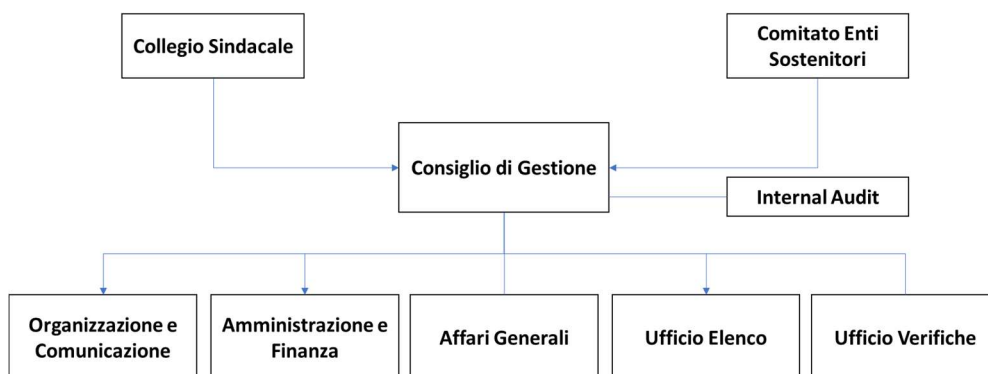 Collegio Sindacale
Comitato Enti
Sostenitori
Consiglio di Gestione
Internal Audit
Organizzazione e
Comunicazione
Amministrazione e
Finanza
Affari Generali
Ufficio Elenco
Ufficio Verifiche